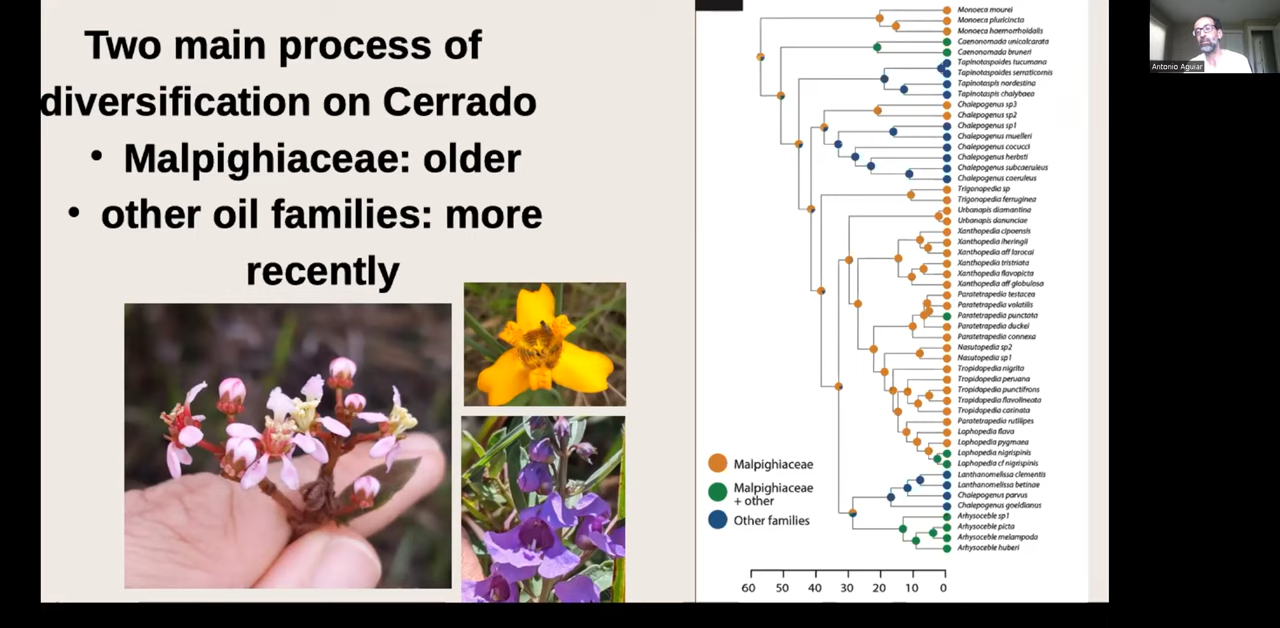 Two main process of
diversification on Cerrado
• Malpighiaceae: older
• other oil families: more
recently
Monoeca mourei
Monoeca pluricincta
Monoeca haemorrhoidalis
Caenonomada unicalcarata
Caenonomada bruneri
Tapinotaspoides tucumana
Tapinotaspoides serraticornis
Tapinotaspis nordestina
Tapinotaspis chalybaea
Chalepogenus sp3
Chalepogenus sp2
Chalepogenus sp1
Chalepogenus muelleri
Chalepogenus cocucci
Chalepogenus herbsti
Chalepogenus subcaeruleus
Chalepogenus caeruleus
Trigonopedia sp
Trigonopedia ferruginea
Urbanapis diamantina
Urbanapis danunciae
Xanthopedia cipoensis
Xanthopedia iheringii
Xanthopedia aff larocai
Xanthopedia tristriata
Xanthopedia flavopicta
Xanthopedia aff globulosa
Paratetrapedia testacea
Paratetrapedia volatilis
Paratetrapedia punctata
Paratetrapedia duckei
Paratetrapedia connexa
Nasutopedia sp2
Nasutopedia sp1
Tropidopedia nigrita
Tropidopedia peruana
Tropidopedia punctifrons
Tropidopedia flavolineata
Tropidopedia carinata
Paratetrapedia rutilipes
Lophopedia flava
Lophopedia pygmaea
Lophopedia nigrispinis
Lophopedia cf nigrispinis
Lanthanomelissa clementis
Lanthanomelissa betinae
Chalepogenus parvus
Chalepogenus goeldianus
Arhysoceble sp1
Arhysoceble picta
Arhysoceble melampoda
Arhysoceble huberi
Malpighiaceae
Malpighiaceae
+ other
Other families
60 50 40 30 20 10 0
Antonio Aguiar